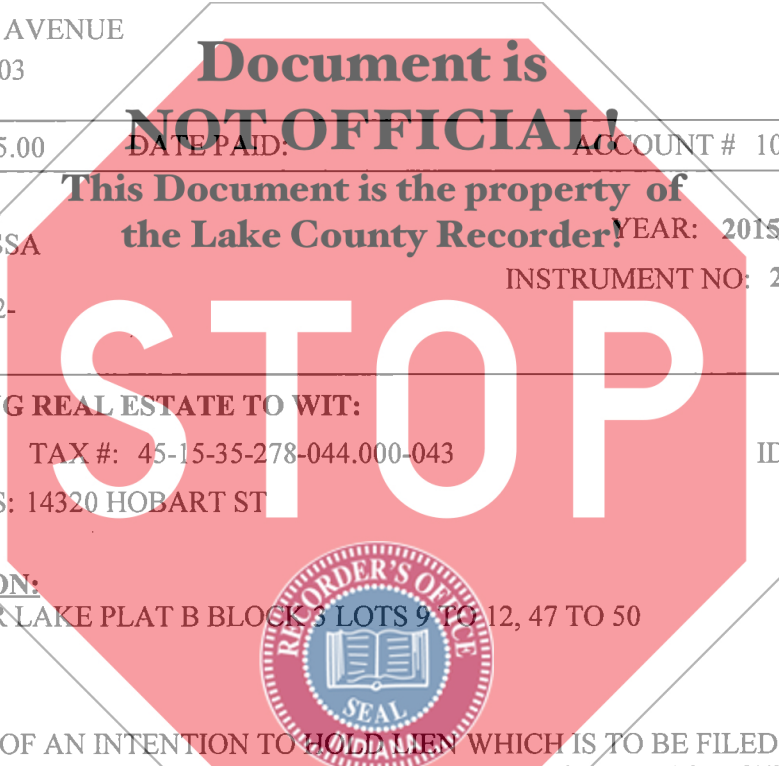 AVENUE
Document is
03
NOT OFFICIAL!
5.00 DATE PAID: ACCOUNT # 10
This Document is the property of
the Lake County Recorder!
SSA YEAR: 2015
INSTRUMENT NO: 2
2-
STOP
G REAL ESTATE TO WIT:
TAX #: 45-15-35-278-044.000-043 ID
S: 14320 HOBART ST
ON:
R LAKE PLAT B BLOCK 3 LOTS 9 TO 12, 47 TO 50
RECORDER'S OFFICE
SEAL
INDIANA
OF AN INTENTION TO HOLD LIEN WHICH IS TO BE FILED